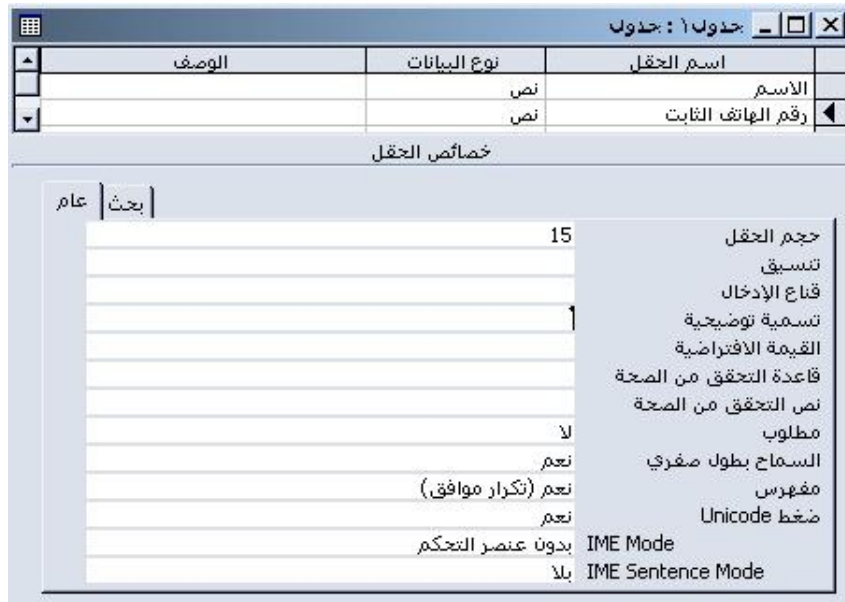 جدول١ : جدول
اسم الحقل نوع البيانات الوصف
الاسم نص
رقم الهاتف الثابت نص
خصائص الحقل
عام بحث
حجم الحقل 15
تنسيق
قناع الإدخال
تسمية توضيحية
القيمة الافتراضية
قاعدة التحقق من الصحة
نص التحقق من الصحة
مطلوب لا
السماح بطول صفري نعم
مفهرس نعم (تكرار موافق)
ضغط Unicode نعم
IME Mode بدون عنصر التحكم
IME Sentence Mode بلا